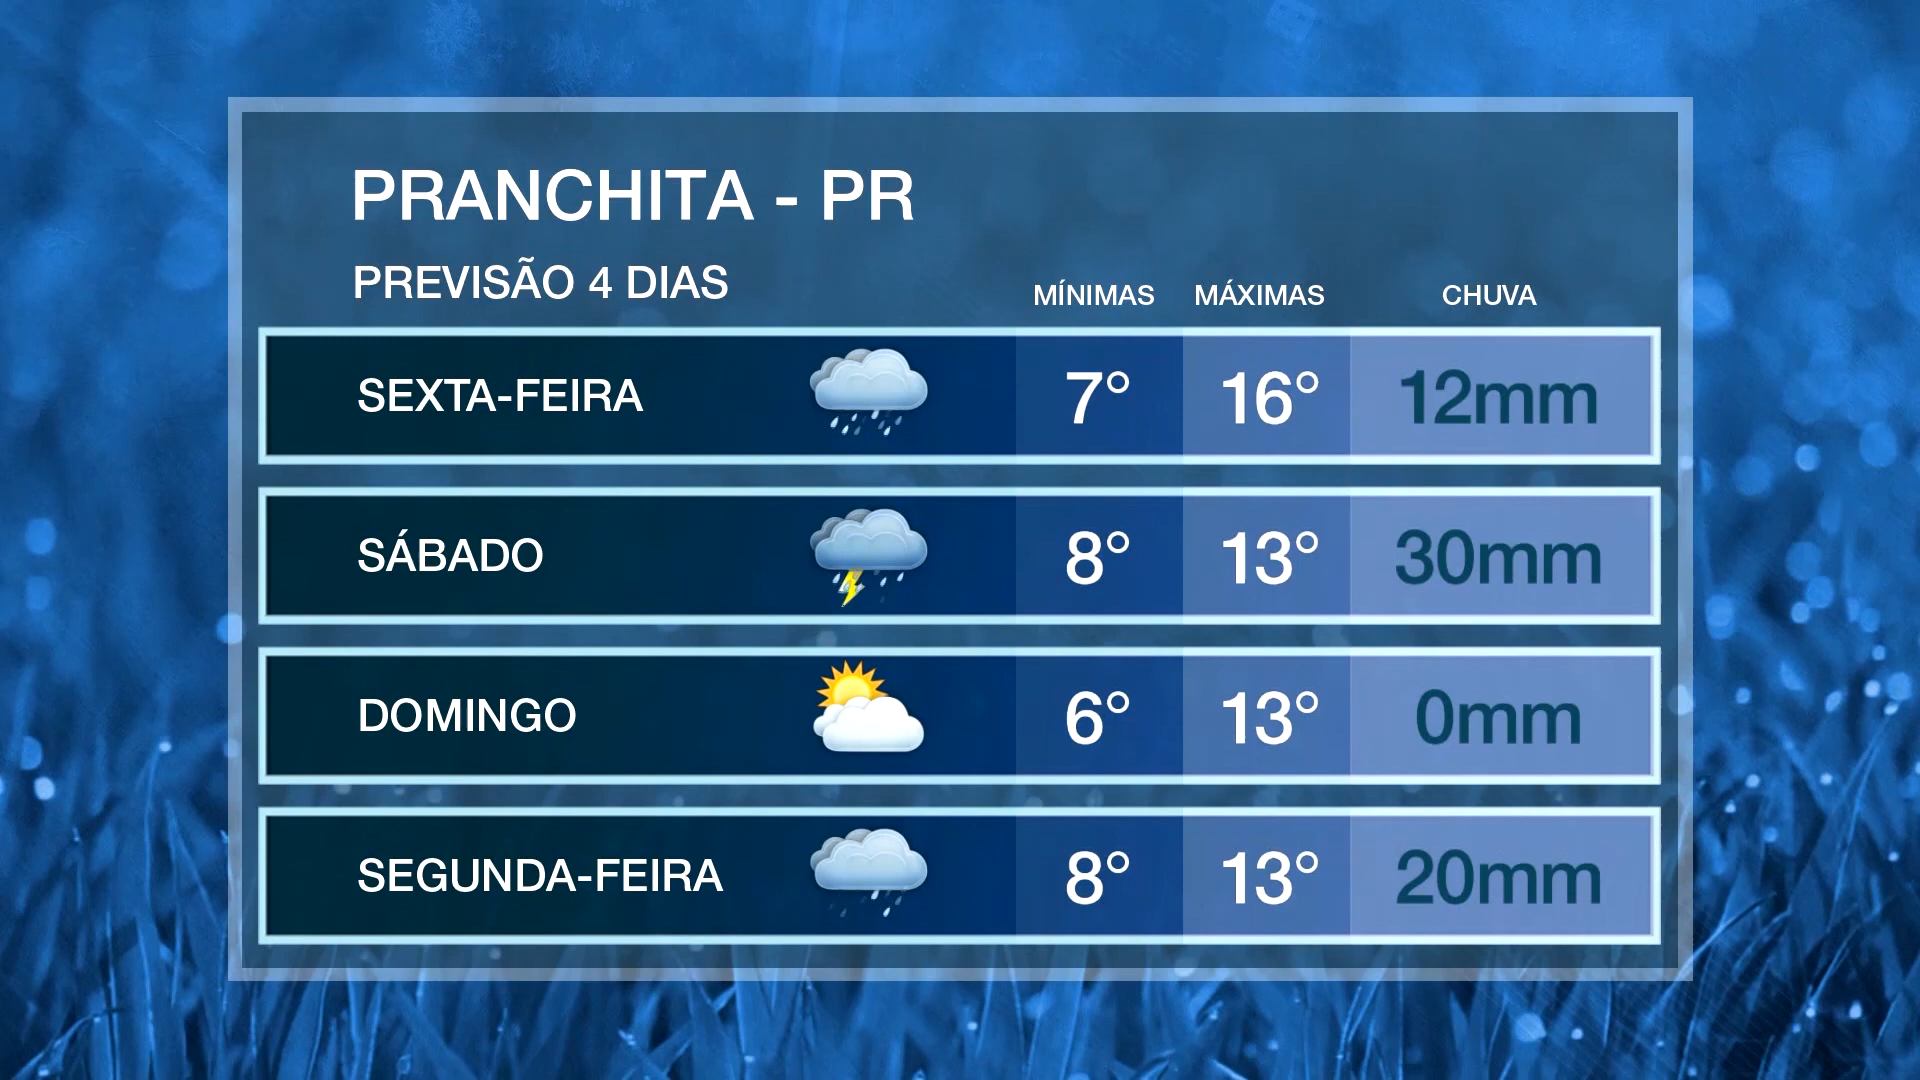 PRANCHITA - PR
PREVISÃO 4 DIAS
MÍNIMAS MÁXIMAS CHUVA
SEXTA-FEIRA 7° 16° 12mm
SÁBADO 8° 13° 30mm
DOMINGO 6° 13° 0mm
SEGUNDA-FEIRA 8° 13° 20mm